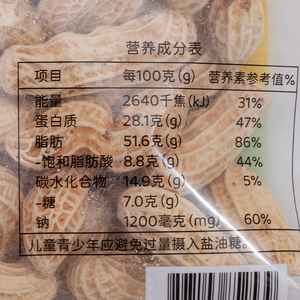 营养成分表
项目 每100克(g) 营养素参考值%
能量 2640千焦(kJ) 31%
蛋白质 28.1克(g) 47%
脂肪 51.6克(g) 86%
-饱和脂肪酸 8.8克(g) 44%
碳水化合物 14.9克(g) 5%
-糖 7.0克(g)
钠 1200毫克(mg) 60%
儿童青少年应避免过量摄入盐油糖。